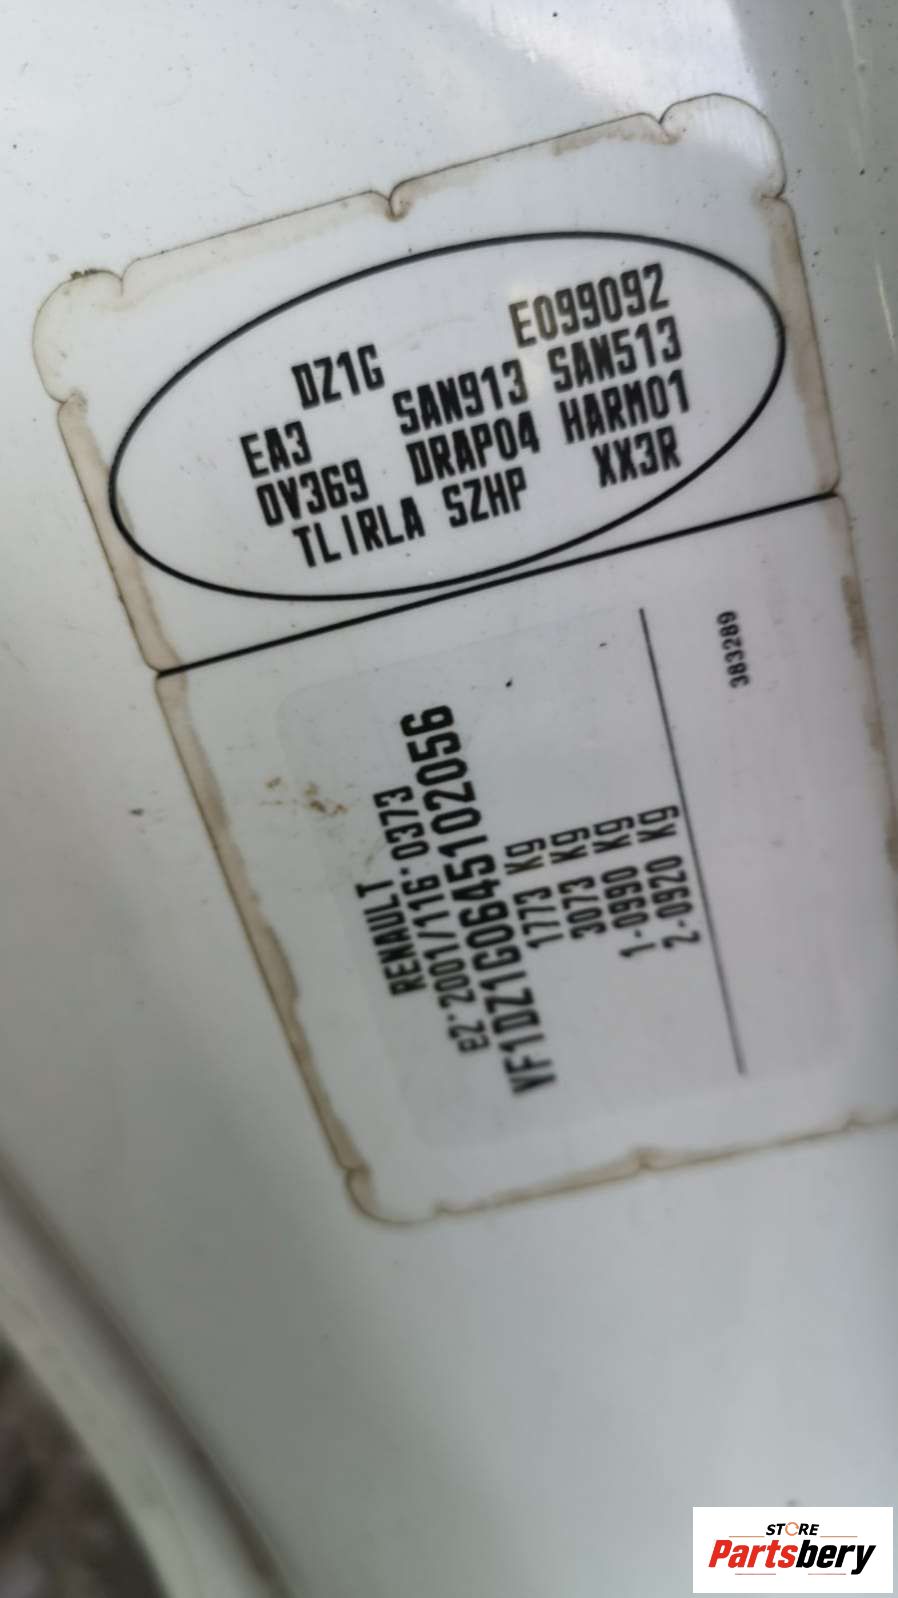 DZ1G E099092
EA3 SAN913 SAN513
OV369 DRAP04 HARM01
TLIRLA SZHP XX3R
RENAULT
e2*2001/116*0373
VF1DZ1G0645102056
1773 Kg
3073 Kg
1-0990 Kg
2-0920 Kg
383289
STORE
Partsbery